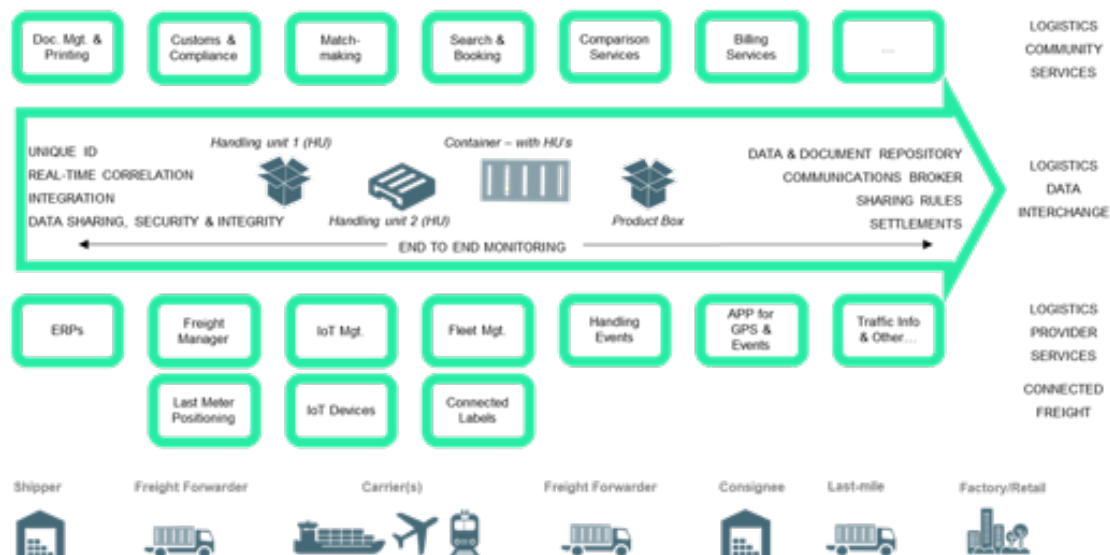 Doc. Mgt. &
Printing
Customs &
Compliance
Match-
making
Search &
Booking
Comparison
Services
Billing
Services
...
LOGISTICS
COMMUNITY
SERVICES
UNIQUE ID
REAL-TIME CORRELATION
INTEGRATION
DATA SHARING, SECURITY & INTEGRITY
Handling unit 1 (HU)
Handling unit 2 (HU)
Container – with HU's
Product Box
DATA & DOCUMENT REPOSITORY
COMMUNICATIONS BROKER
SHARING RULES
SETTLEMENTS
END TO END MONITORING
LOGISTICS
DATA
INTERCHANGE
ERPs
Freight
Manager
IoT Mgt.
Fleet Mgt.
Handling
Events
APP for
GPS &
Events
Traffic Info
& Other...
LOGISTICS
PROVIDER
SERVICES
Last Meter
Positioning
IoT Devices
Connected
Labels
CONNECTED
FREIGHT
Shipper
Freight Forwarder
Carrier(s)
Freight Forwarder
Consignee
Last-mile
Factory/Retail